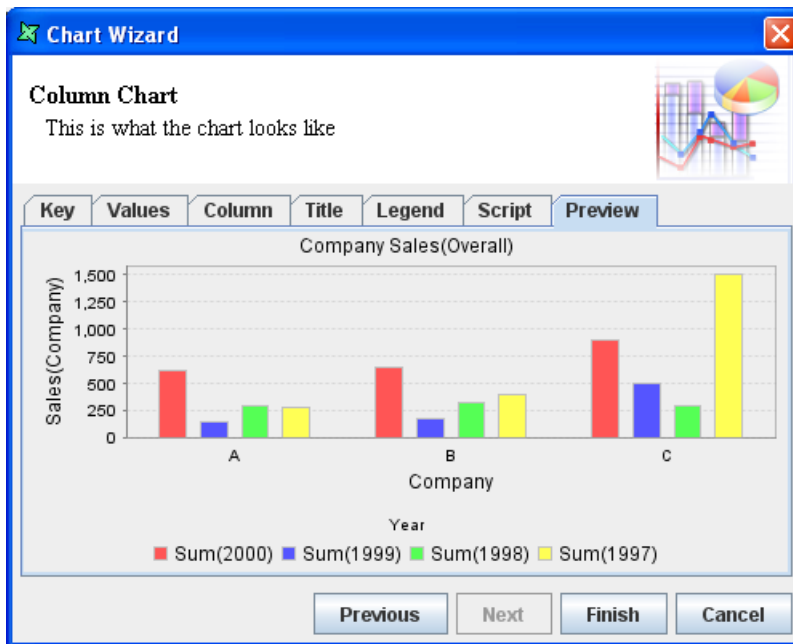 Chart Wizard
Column Chart
This is what the chart looks like
Key Values Column Title Legend Script Preview
Company Sales(Overall)
Sales(Company)
1,500
1,250
1,000
750
500
250
0
A B C
Company
Year
Sum(2000) Sum(1999) Sum(1998) Sum(1997)
Previous Next Finish Cancel